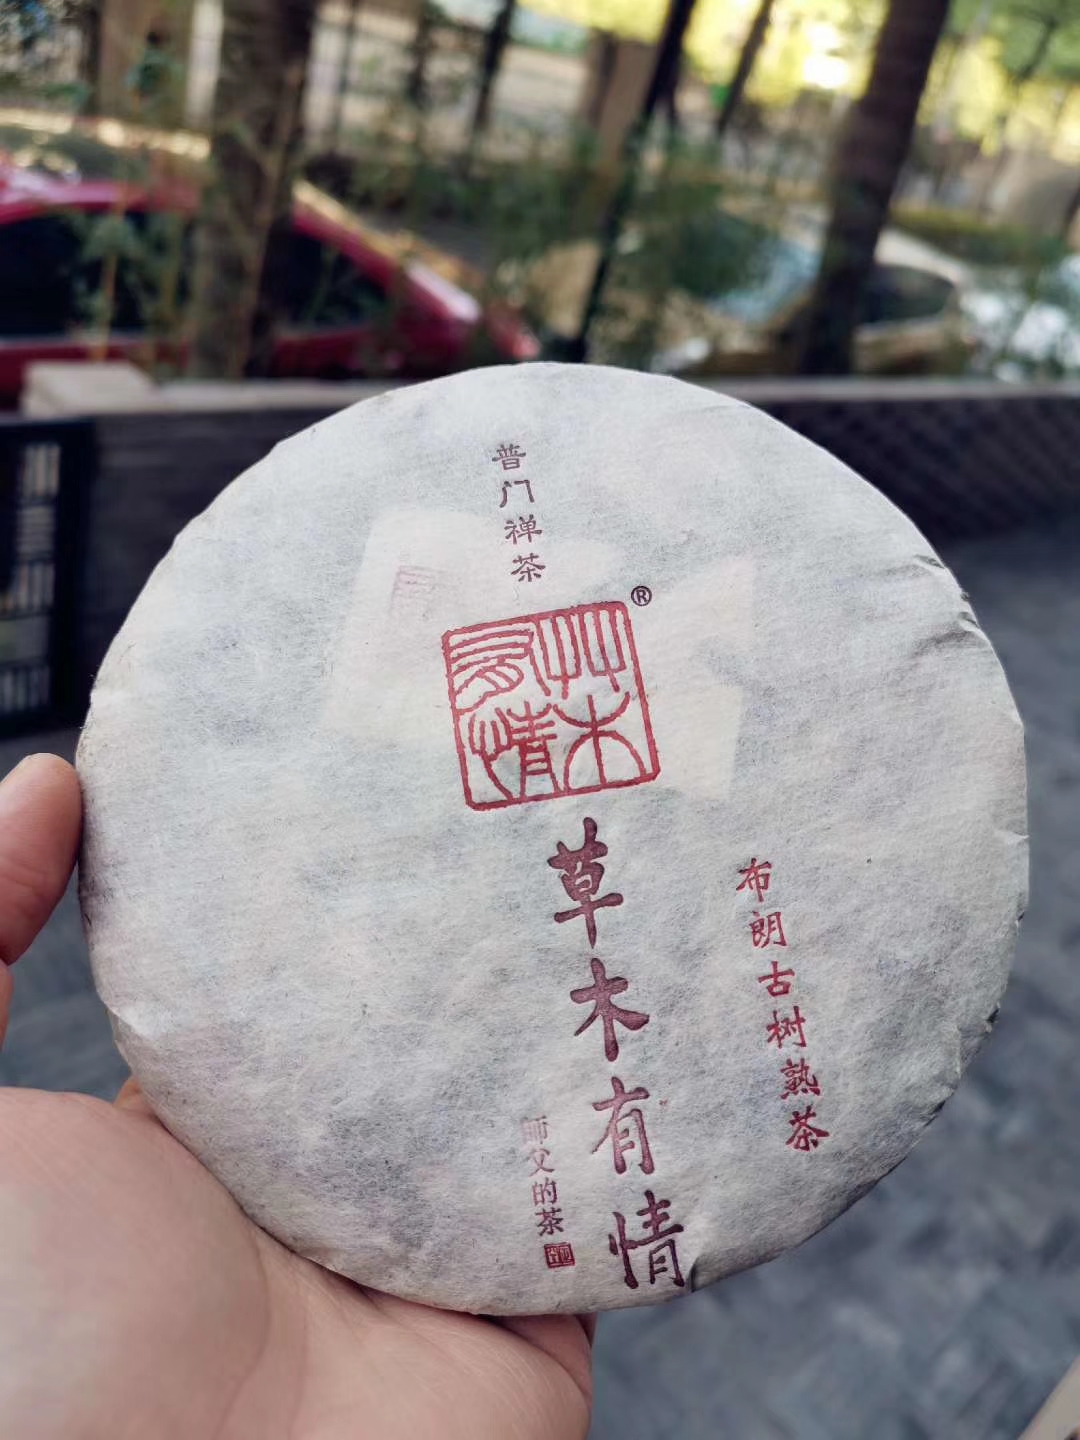 普门禅茶
®
草木有情
草木有情
布朗古树熟茶
师父的茶